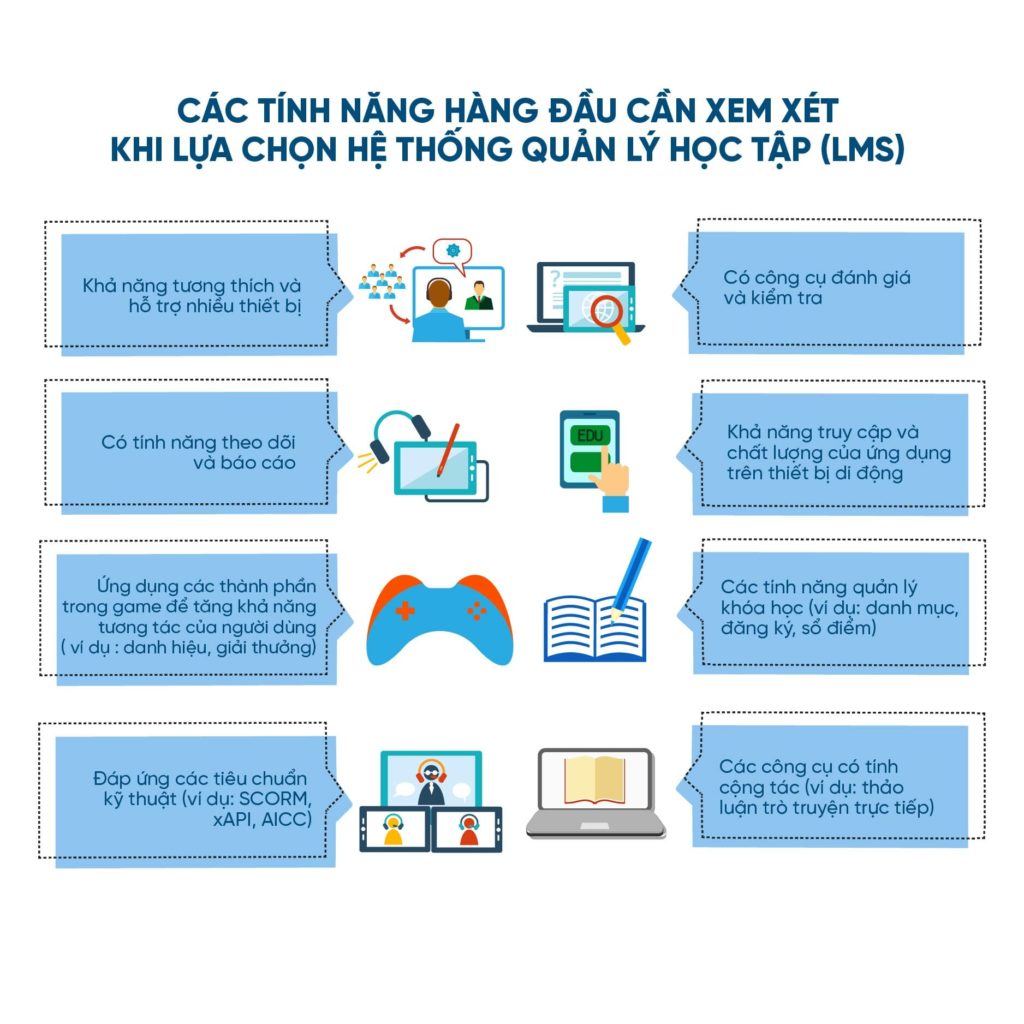 CÁC TÍNH NĂNG HÀNG ĐẦU CẦN XEM XÉT
KHI LỰA CHỌN HỆ THỐNG QUẢN LÝ HỌC TẬP (LMS)
Khả năng tương thích và
hỗ trợ nhiều thiết bị
Có công cụ đánh giá
và kiểm tra
Có tính năng theo dõi
và báo cáo
EDU
Khả năng truy cập và
chất lượng của ứng dụng
trên thiết bị di động
Ứng dụng các thành phần
trong game để tăng khả năng
tương tác của người dùng
( ví dụ : danh hiệu, giải thưởng)
Các tính năng quản lý
khóa học (ví dụ: danh mục,
đăng ký, sổ điểm)
Đáp ứng các tiêu chuẩn
kỹ thuật (ví dụ: SCORM,
xAPI, AICC)
Các công cụ có tính
cộng tác (ví dụ: thảo
luận trò truyện trực tiếp)